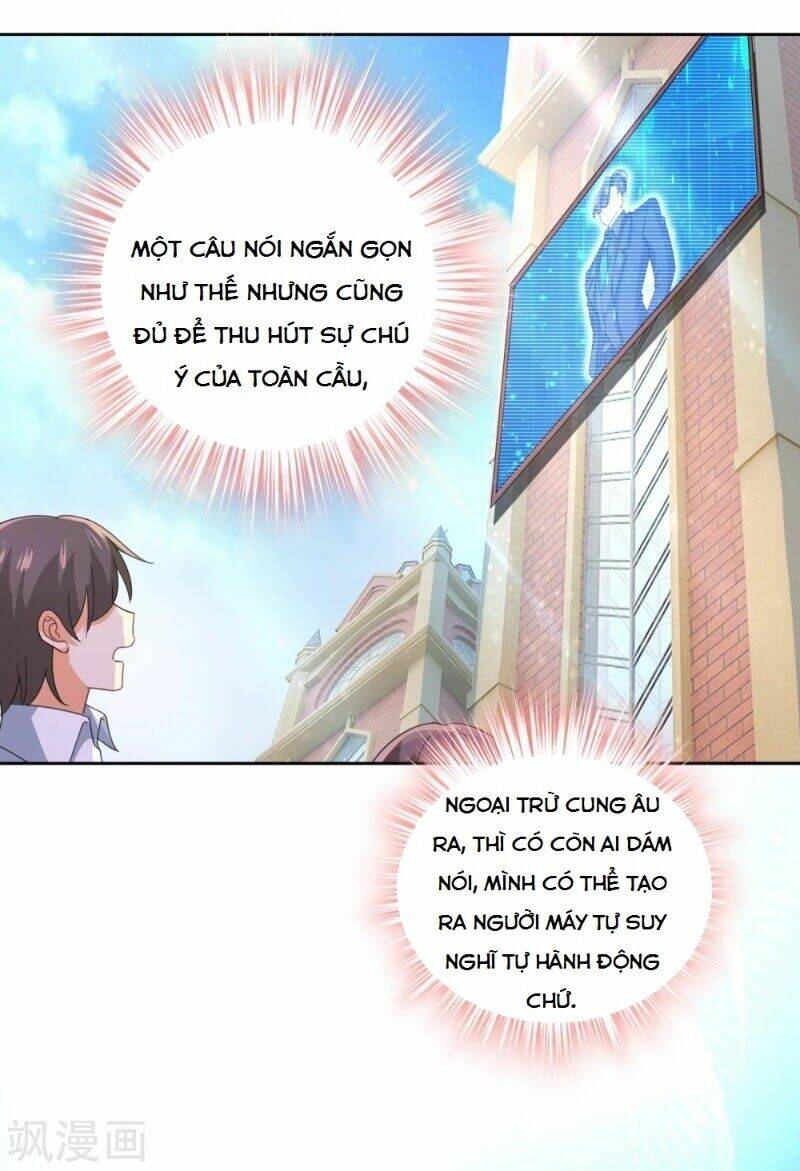 MỘT CÂU NÓI NGẮN GỌN
NHƯ THẾ NHƯNG CŨNG
ĐỦ ĐỂ THU HÚT SỰ CHÚ
Ý CỦA TOÀN CẦU,
NGOẠI TRỪ CUNG ÂU
RA, THÌ CÓ CÒN AI DÁM
NÓI, MÌNH CÓ THỂ TẠO
RA NGƯỜI MÁY TỰ SUY
NGHĨ TỰ HÀNH ĐỘNG
CHỨ.
飒漫画